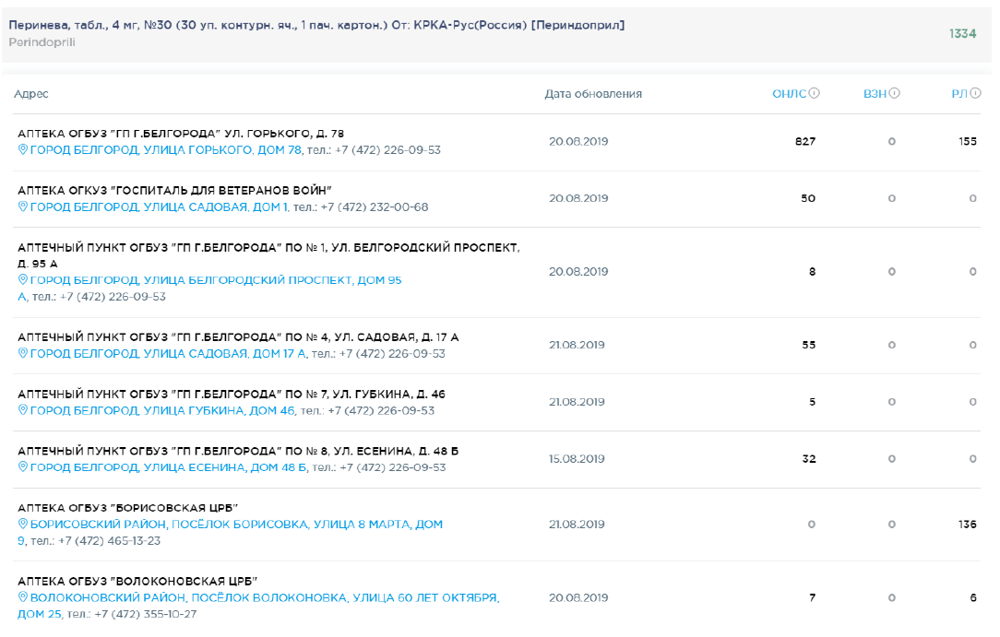 Перинева, табл., 4 мг, №30 (30 уп. контурн. яч., 1 пач. картон.) От: КРКА-Рус(Россия) [Периндоприл]
Perindoprili
1334
Адрес Дата обновления ОНЛС ВЗН РЛ
АПТЕКА ОГБУЗ "ГП Г.БЕЛГОРОДА" УЛ. ГОРЬКОГО, Д. 78
ГОРОД БЕЛГОРОД, УЛИЦА ГОРЬКОГО, ДОМ 78, тел.: +7 (472) 226-09-53
20.08.2019 827 0 155
АПТЕКА ОГКУЗ "ГОСПИТАЛЬ ДЛЯ ВЕТЕРАНОВ ВОЙН"
ГОРОД БЕЛГОРОД, УЛИЦА САДОВАЯ, ДОМ 1, тел.: +7 (472) 232-00-68
20.08.2019 50 0 0
АПТЕЧНЫЙ ПУНКТ ОГБУЗ "ГП Г.БЕЛГОРОДА" ПО № 1, УЛ. БЕЛГОРОДСКИЙ ПРОСПЕКТ,
Д. 95 А
ГОРОД БЕЛГОРОД, УЛИЦА БЕЛГОРОДСКИЙ ПРОСПЕКТ, ДОМ 95
А, тел.: +7 (472) 226-09-53
20.08.2019 8 0 0
АПТЕЧНЫЙ ПУНКТ ОГБУЗ "ГП Г.БЕЛГОРОДА" ПО № 4, УЛ. САДОВАЯ, Д. 17 А
ГОРОД БЕЛГОРОД, УЛИЦА САДОВАЯ, ДОМ 17 А, тел.: +7 (472) 226-09-53
21.08.2019 55 0 0
АПТЕЧНЫЙ ПУНКТ ОГБУЗ "ГП Г.БЕЛГОРОДА" ПО № 7, УЛ. ГУБКИНА, Д. 46
ГОРОД БЕЛГОРОД, УЛИЦА ГУБКИНА, ДОМ 46, тел.: +7 (472) 226-09-53
21.08.2019 5 0 0
АПТЕЧНЫЙ ПУНКТ ОГБУЗ "ГП Г.БЕЛГОРОДА" ПО № 8, УЛ. ЕСЕНИНА, Д. 48 Б
ГОРОД БЕЛГОРОД, УЛИЦА ЕСЕНИНА, ДОМ 48 Б, тел.: +7 (472) 226-09-53
15.08.2019 32 0 0
АПТЕКА ОГБУЗ "БОРИСОВСКАЯ ЦРБ"
БОРИСОВСКИЙ РАЙОН, ПОСЁЛОК БОРИСОВКА, УЛИЦА 8 МАРТА, ДОМ
9, тел.: +7 (472) 465-13-23
21.08.2019 0 0 136
АПТЕКА ОГБУЗ "ВОЛОКОНОВСКАЯ ЦРБ"
ВОЛОКОНОВСКИЙ РАЙОН, ПОСЁЛОК ВОЛОКОНОВКА, УЛИЦА 60 ЛЕТ ОКТЯБРЯ,
ДОМ 25, тел.: +7 (472) 355-10-27
20.08.2019 7 0 6